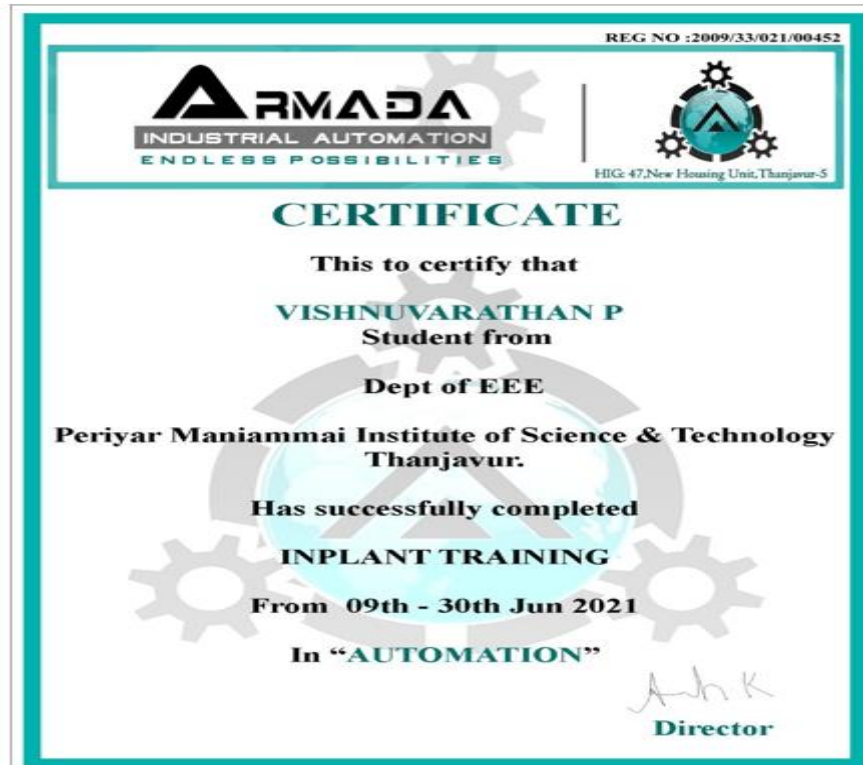 REG NO :2009/33/021/00452
ARMADA
INDUSTRIAL AUTOMATION
ENDLESS POSSIBILITIES
HIG: 47,New Housing Unit,Thanjavur-5
CERTIFICATE
This to certify that
VISHNUVARATHAN P
Student from
Dept of EEE
Periyar Maniammai Institute of Science & Technology
Thanjavur.
Has successfully completed
INPLANT TRAINING
From 09th - 30th Jun 2021
In “AUTOMATION”
Director